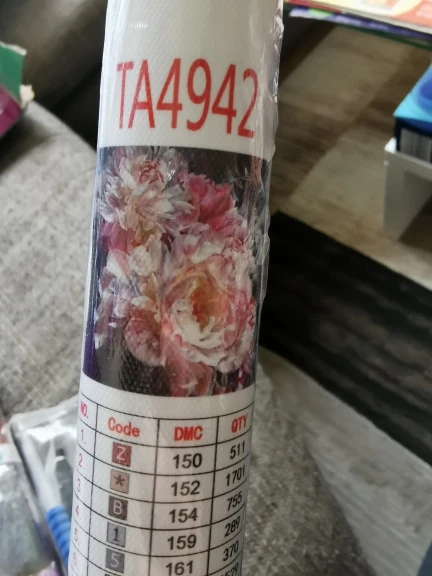 TA4942
NO. Code DMC QTY
1. Z 150 511
2. * 152 1701
3. B 154 755
4. 1 159 289
5. S 161 370